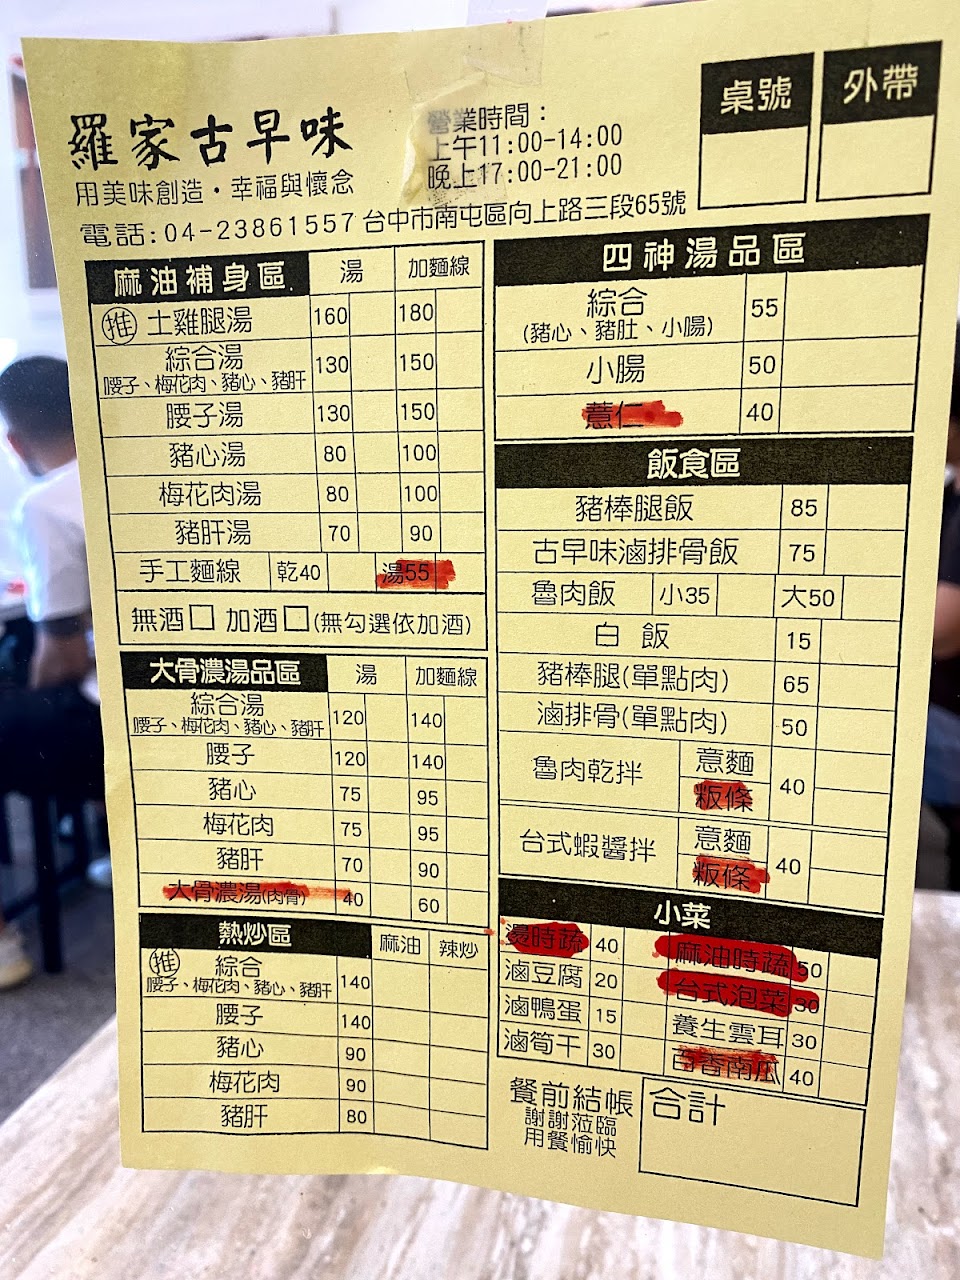 羅家古早味
用美味創造・幸福與懷念
營業時間：
上午11:00-14:00
晚上17:00-21:00
桌號
外帶
電話:04-23861557 台中市南屯區向上路三段65號
麻油補身區 湯 加麵線
推 土雞腿湯 160 180
綜合湯 130 150
腰子、梅花肉、豬心、豬肝
腰子湯 130 150
豬心湯 80 100
梅花肉湯 80 100
豬肝湯 70 90
手工麵線 乾40 湯55
無酒□ 加酒□(無勾選依加酒)
大骨濃湯品區 湯 加麵線
綜合湯 120 140
腰子、梅花肉、豬心、豬肝
腰子 120 140
豬心 75 95
梅花肉 75 95
豬肝 70 90
大骨濃湯(肉骨) 40 60
熱炒區 麻油 辣炒
推 綜合 140
腰子、梅花肉、豬心、豬肝
腰子 140
豬心 90
梅花肉 90
豬肝 80
四神湯品區
綜合 55
(豬心、豬肚、小腸)
小腸 50
薏仁 40
飯食區
豬棒腿飯 85
古早味滷排骨飯 75
魯肉飯 小35 大50
白飯 15
豬棒腿(單點肉) 65
滷排骨(單點肉) 50
魯肉乾拌 意麵 40
粄條
台式蝦醬拌 意麵 40
粄條
小菜
燙時蔬 40 麻油時蔬 50
滷豆腐 20 台式泡菜 30
滷鴨蛋 15 養生雲耳 30
滷筍干 30 百香南瓜 40
餐前結帳
謝謝蒞臨
用餐愉快
合計